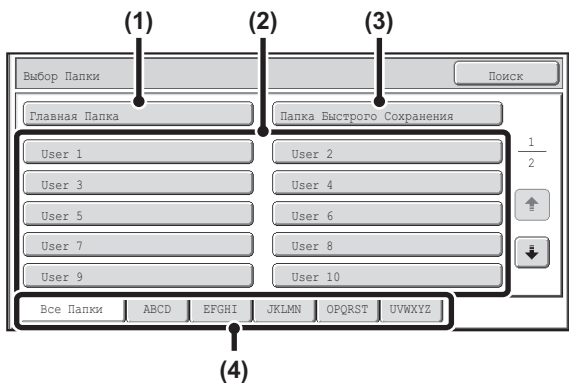 (1) (2) (3)
Выбор Папки Поиск
Главная Папка Папка Быстрого Сохранения
User 1 User 2 1
2
User 3 User 4
User 5 User 6
User 7 User 8
User 9 User 10
Все Папки ABCD EFGHI JKLMN OPQRST UVWXYZ
(4)